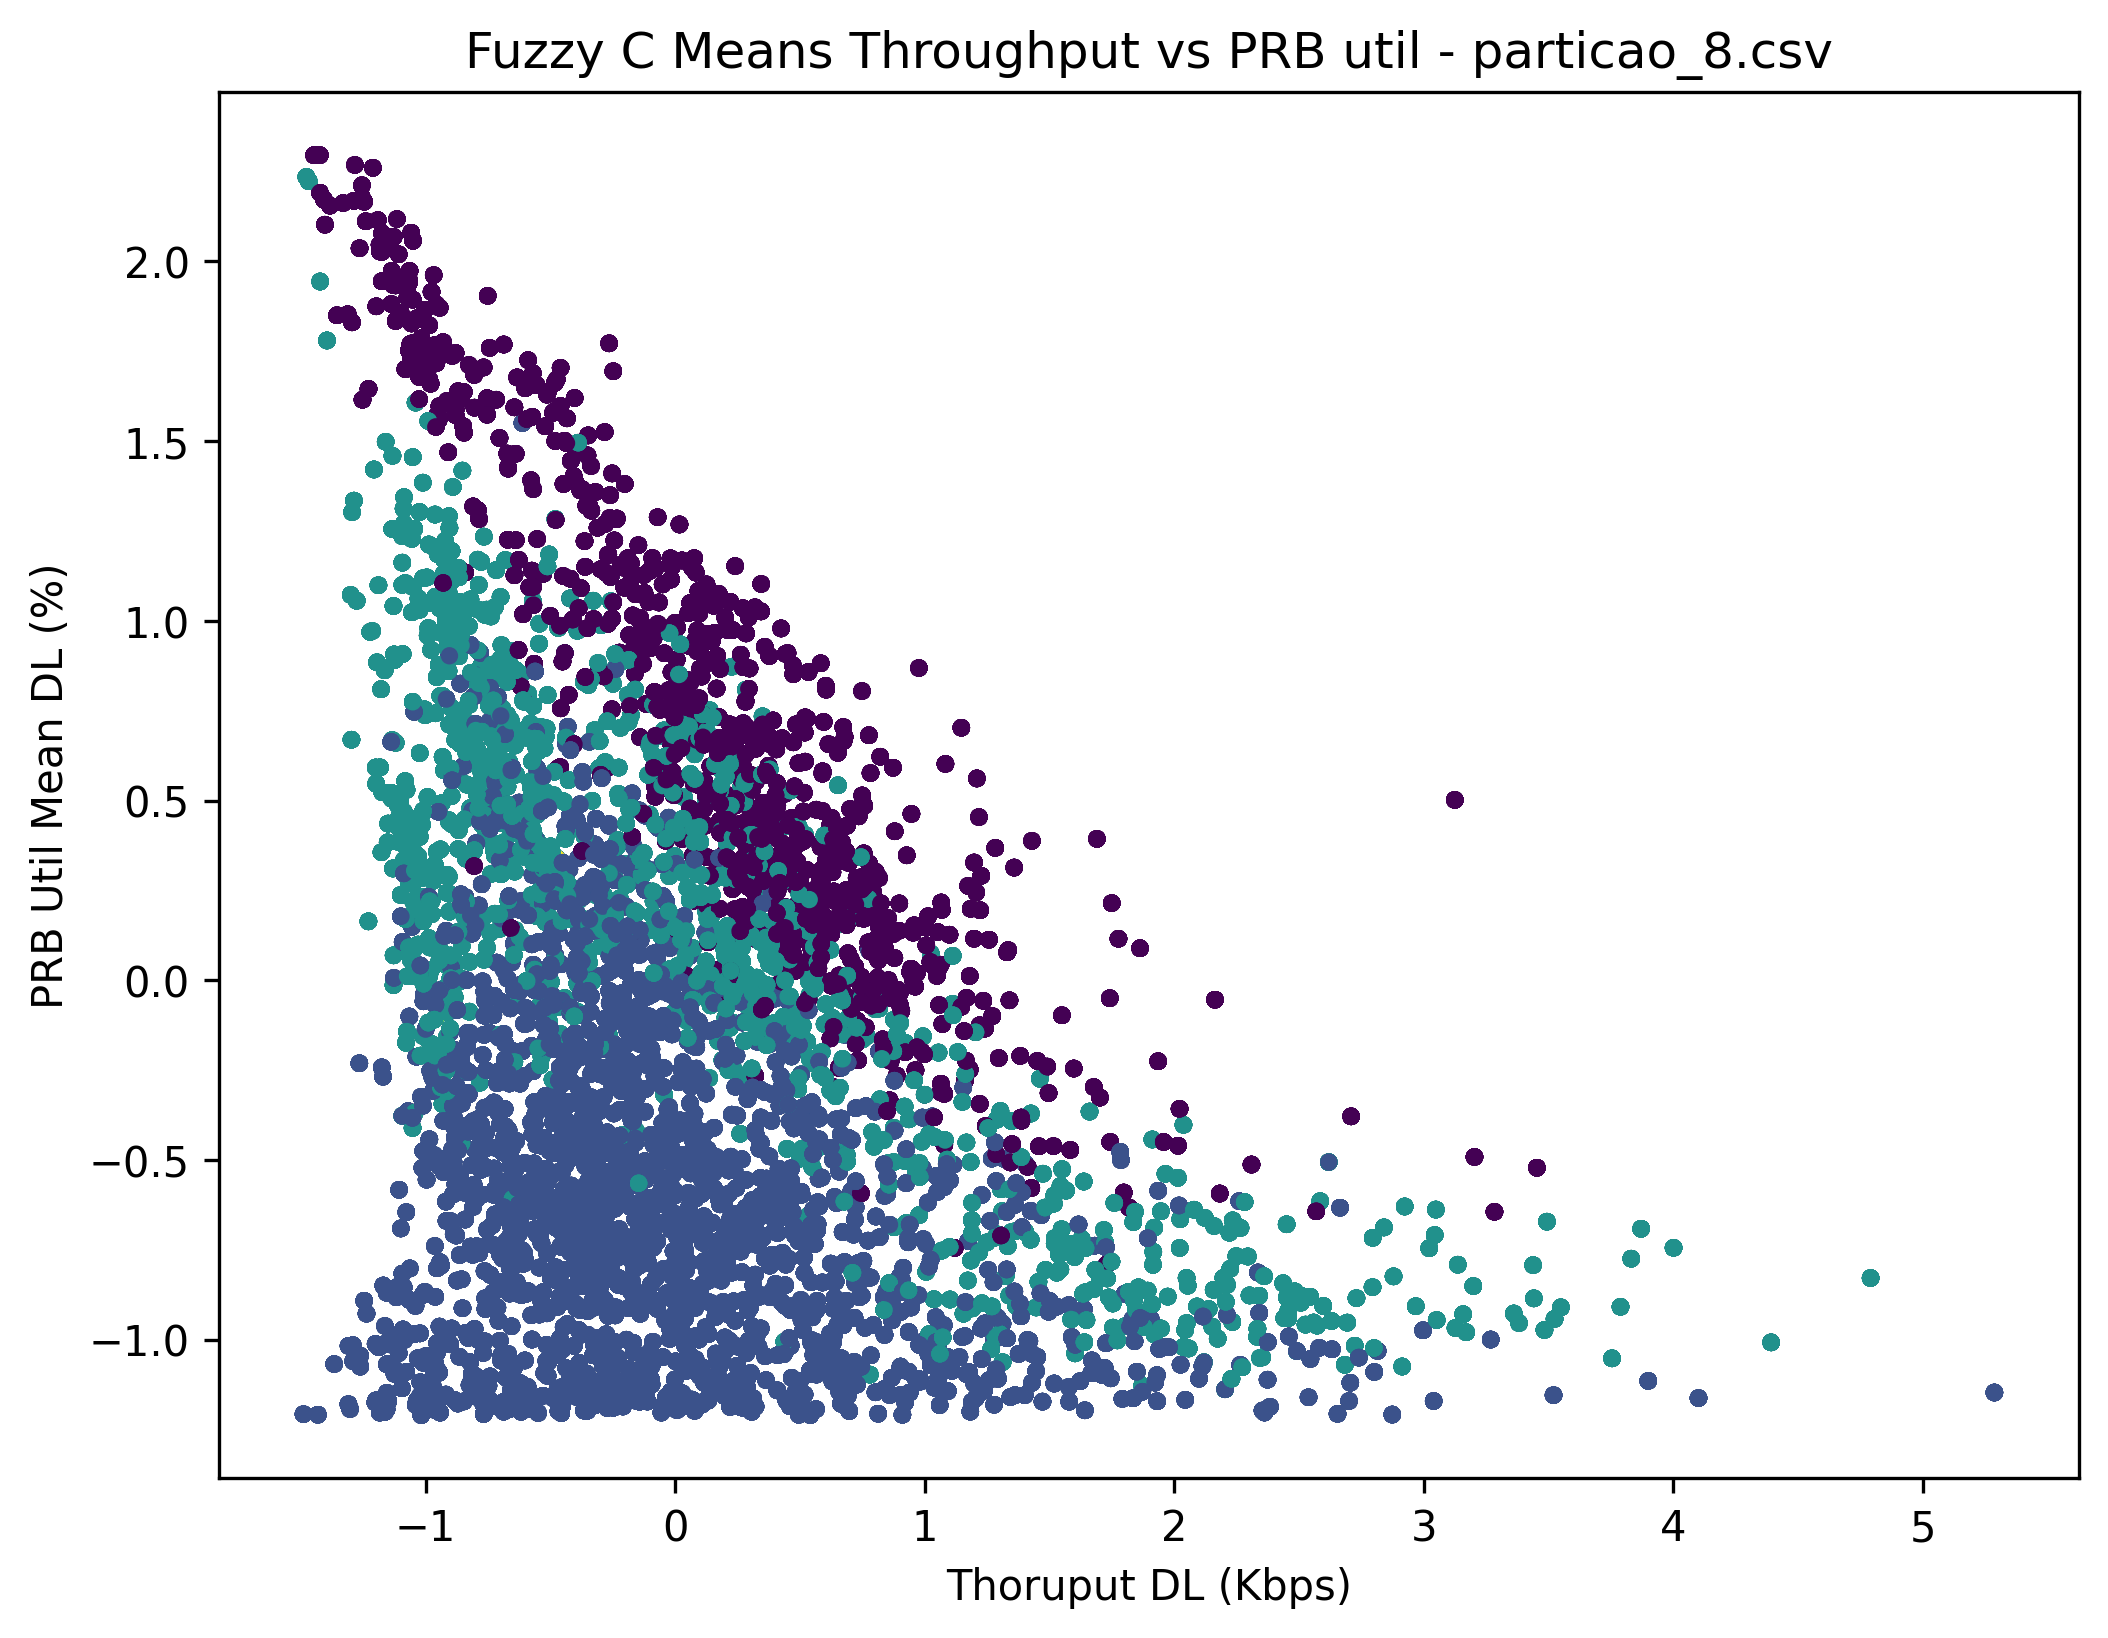 Fuzzy C Means Throughput vs PRB util - particao_8.csv
PRB Util Mean DL (%)
2.0
1.5
1.0
0.5
0.0
−0.5
−1.0
−1 0 1 2 3 4 5
Thoruput DL (Kbps)